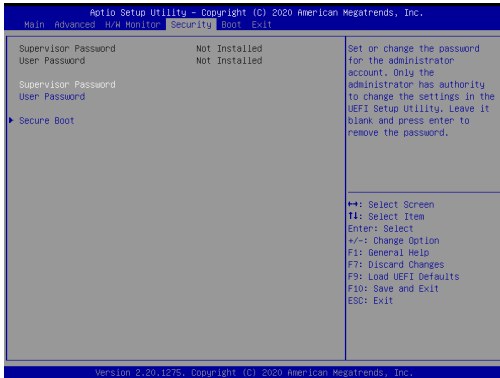 Aptio Setup Utility – Copyright (C) 2020 American Megatrends, Inc.
Main Advanced H/W Monitor Security Boot Exit
Supervisor Password Not Installed
User Password Not Installed
Supervisor Password
User Password
Secure Boot
Set or change the password
for the administrator
account. Only the
administrator has authority
to change the settings in the
UEFI Setup Utility. Leave it
blank and press enter to
remove the password.
↔: Select Screen
↑↓: Select Item
Enter: Select
+/-: Change Option
F1: General Help
F7: Discard Changes
F9: Load UEFI Defaults
F10: Save and Exit
ESC: Exit
Version 2.20.1275. Copyright (C) 2020 American Megatrends, Inc.